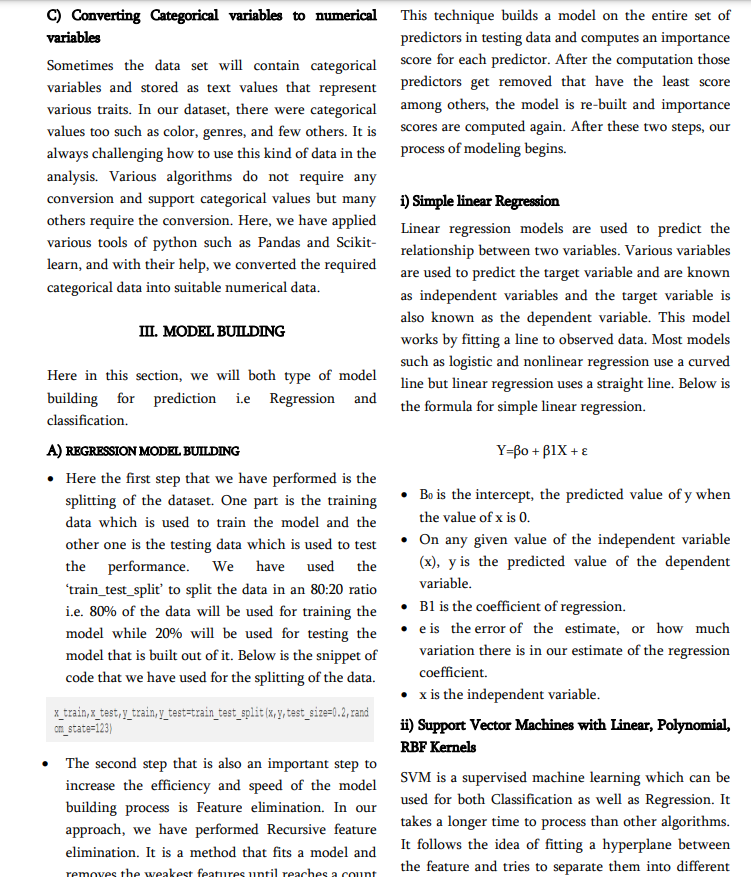 C) Converting Categorical variables to numerical
variables
Sometimes the data set will contain categorical
variables and stored as text values that represent
various traits. In our dataset, there were categorical
values too such as color, genres, and few others. It is
always challenging how to use this kind of data in the
analysis. Various algorithms do not require any
conversion and support categorical values but many
others require the conversion. Here, we have applied
various tools of python such as Pandas and Scikit-
learn, and with their help, we converted the required
categorical data into suitable numerical data.
III. MODEL BUILDING
Here in this section, we will both type of model
building for prediction i.e Regression and
classification.
A) REGRESSION MODEL BUILDING
• Here the first step that we have performed is the
splitting of the dataset. One part is the training
data which is used to train the model and the
other one is the testing data which is used to test
the performance. We have used the
‘train_test_split’ to split the data in an 80:20 ratio
i.e. 80% of the data will be used for training the
model while 20% will be used for testing the
model that is built out of it. Below is the snippet of
code that we have used for the splitting of the data.
x_train,x_test,y_train,y_test=train_test_split(x,y,test_size=0.2,rand
om_state=123)
• The second step that is also an important step to
increase the efficiency and speed of the model
building process is Feature elimination. In our
approach, we have performed Recursive feature
elimination. It is a method that fits a model and
removes the weakest features until reaches a count
This technique builds a model on the entire set of
predictors in testing data and computes an importance
score for each predictor. After the computation those
predictors get removed that have the least score
among others, the model is re-built and importance
scores are computed again. After these two steps, our
process of modeling begins.
i) Simple linear Regression
Linear regression models are used to predict the
relationship between two variables. Various variables
are used to predict the target variable and are known
as independent variables and the target variable is
also known as the dependent variable. This model
works by fitting a line to observed data. Most models
such as logistic and nonlinear regression use a curved
line but linear regression uses a straight line. Below is
the formula for simple linear regression.
Y=βo + β1X + ε
• Bo is the intercept, the predicted value of y when
the value of x is 0.
• On any given value of the independent variable
(x), y is the predicted value of the dependent
variable.
• B1 is the coefficient of regression.
• e is the error of the estimate, or how much
variation there is in our estimate of the regression
coefficient.
• x is the independent variable.
ii) Support Vector Machines with Linear, Polynomial,
RBF Kernels
SVM is a supervised machine learning which can be
used for both Classification as well as Regression. It
takes a longer time to process than other algorithms.
It follows the idea of fitting a hyperplane between
the feature and tries to separate them into different